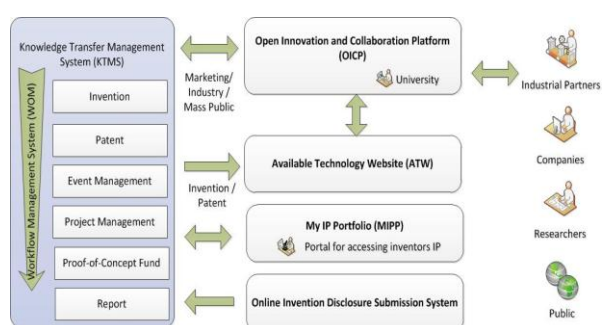 Knowledge Transfer Management
System (KTMS)
Workflow Management System (WOM)
Invention
Patent
Event Management
Project Management
Proof-of-Concept Fund
Report
Marketing/
Industry /
Mass Public
Invention /
Patent
Open Innovation and Collaboration Platform
(OICP)
University
Available Technology Website (ATW)
My IP Portfolio (MIPP)
Portal for accessing inventors IP
Online Invention Disclosure Submission System
Industrial Partners
Companies
Researchers
Public